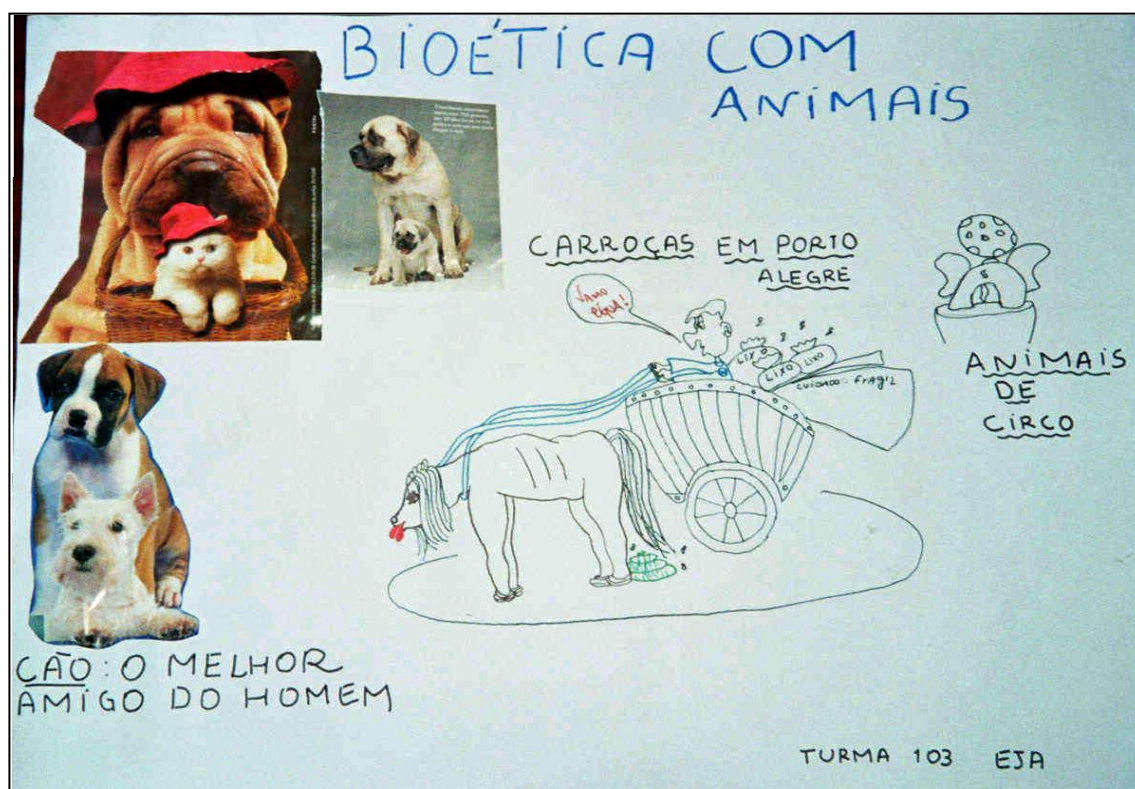 BIOÉTICA COM
ANIMAIS
CARROÇAS EM PORTO
ALEGRE
VAMO
égua!
LIXO
LIXO
LIXO
CUIDADO: FRAGIL
ANIMAIS
DE
CIRCO
CÃO: O MELHOR
AMIGO DO HOMEM
TURMA 103 EJA